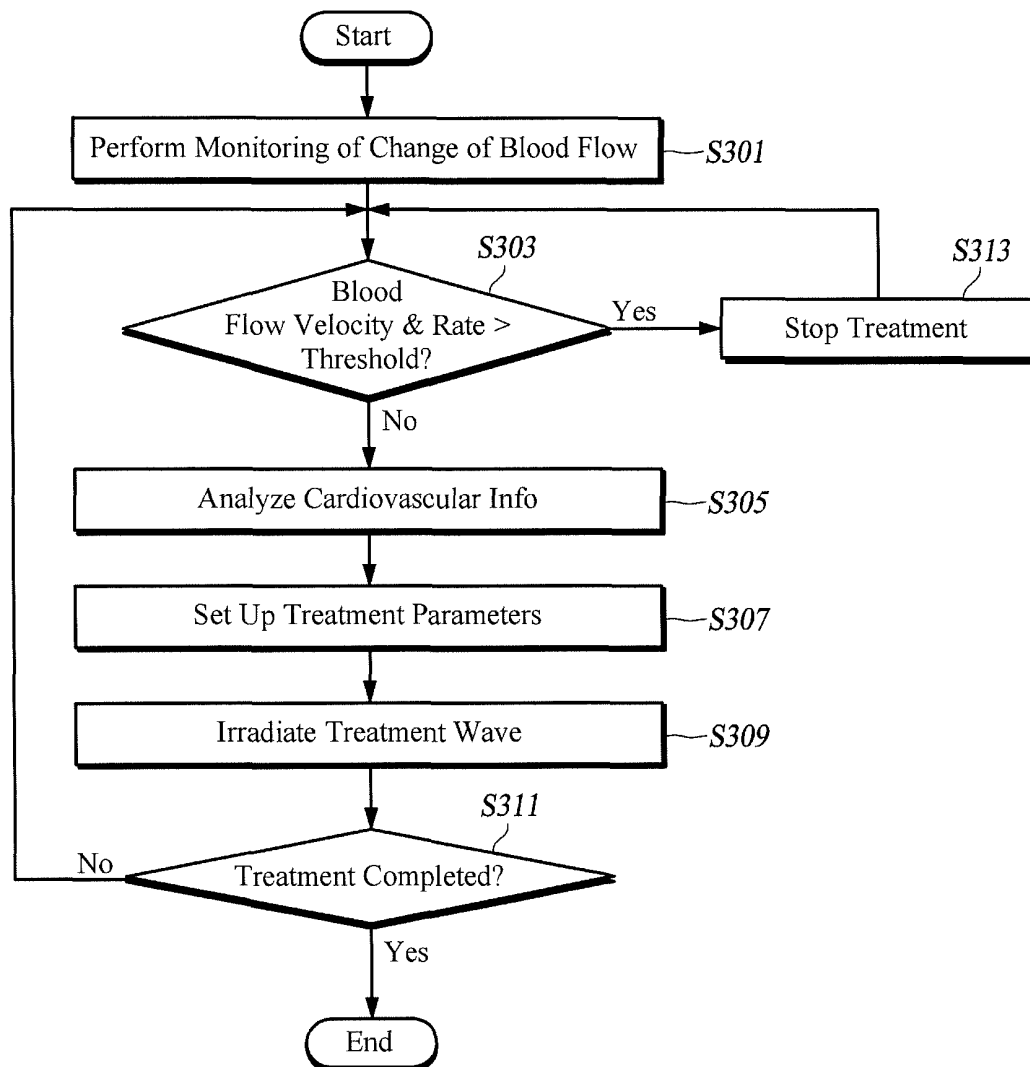 Start
Perform Monitoring of Change of Blood Flow
S301
S303
Blood
Flow Velocity & Rate >
Threshold?
Yes
S313
Stop Treatment
No
Analyze Cardiovascular Info
S305
Set Up Treatment Parameters
S307
Irradiate Treatment Wave
S309
S311
No
Treatment Completed?
Yes
End